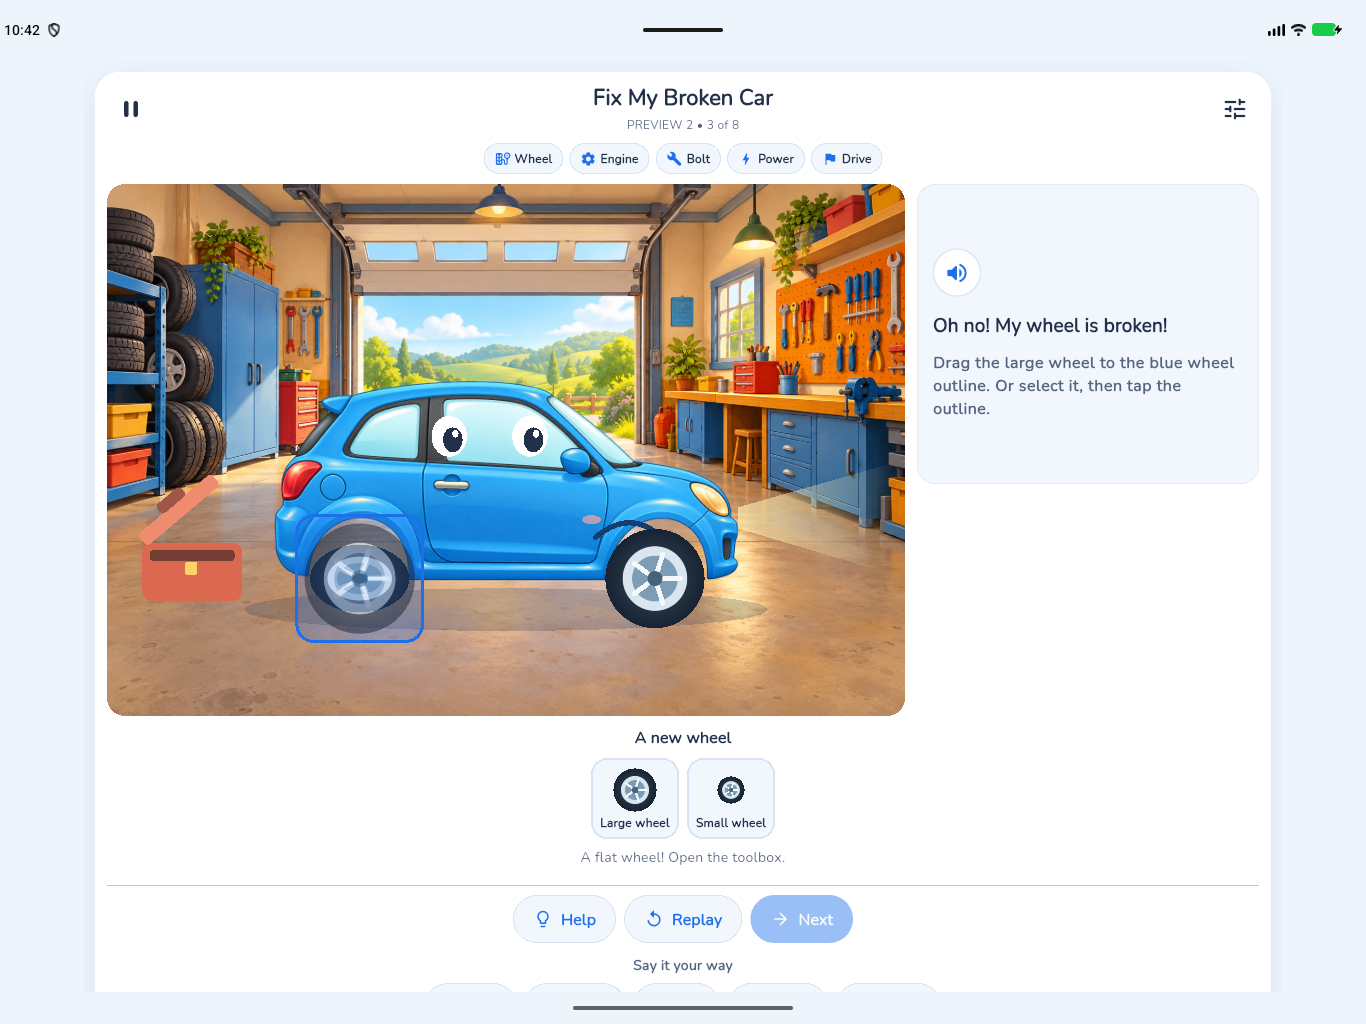 10:42
Fix My Broken Car
PREVIEW 2 • 3 of 8
Wheel
Engine
Bolt
Power
Drive
Oh no! My wheel is broken!
Drag the large wheel to the blue wheel
outline. Or select it, then tap the
outline.
A new wheel
Large wheel
Small wheel
A flat wheel! Open the toolbox.
Help
Replay
Next
Say it your way